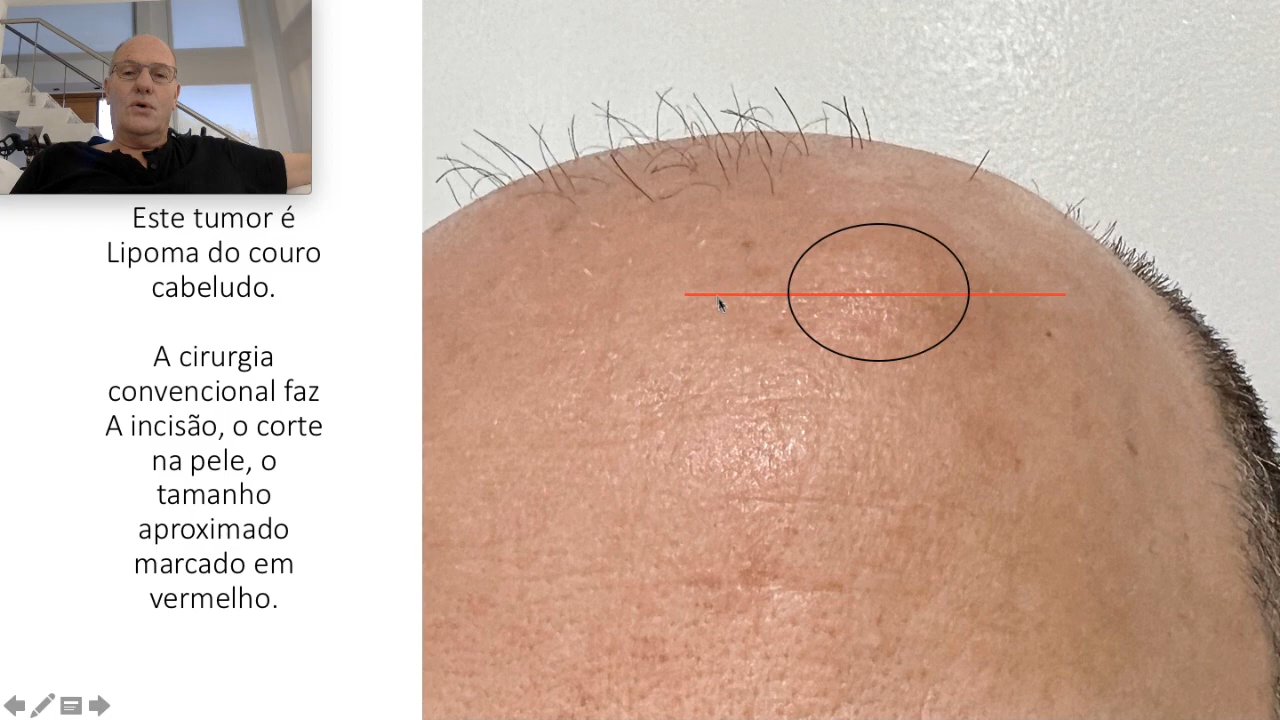 Este tumor é
Lipoma do couro
cabeludo.
A cirurgia
convencional faz
A incisão, o corte
na pele, o
tamanho
aproximado
marcado em
vermelho.